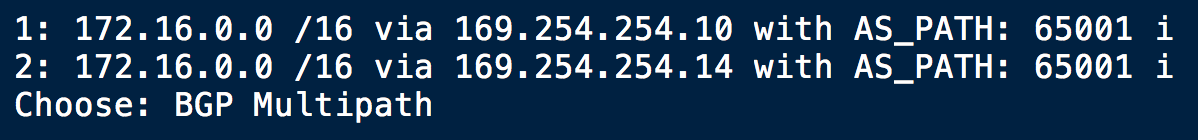 1: 172.16.0.0 /16 via 169.254.254.10 with AS_PATH: 65001 i
2: 172.16.0.0 /16 via 169.254.254.14 with AS_PATH: 65001 i
Choose: BGP Multipath